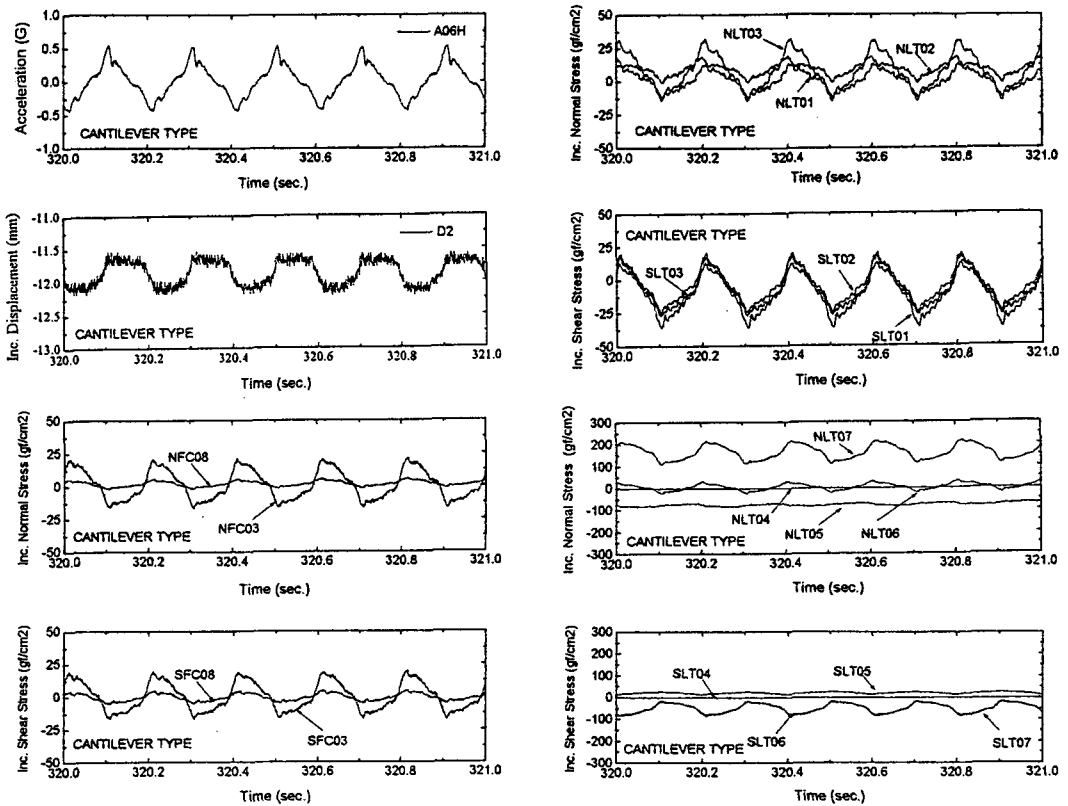 1.0
0.5
0.0
-0.5
-1.0
Acceleration (G)
A06H
CANTILEVER TYPE
320.0 320.2 320.4 320.6 320.8 321.0
Time (sec.)
50
25
0
-25
-50
Inc. Normal Stress (gf/cm2)
NLT03
NLT02
NLT01
CANTILEVER TYPE
320.0 320.2 320.4 320.6 320.8 321.0
Time (sec.)
-11.0
-11.5
-12.0
-12.5
-13.0
Inc. Displacement (mm)
D2
CANTILEVER TYPE
320.0 320.2 320.4 320.6 320.8 321.0
Time (sec.)
50
25
0
-25
-50
Inc. Shear Stress (gf/cm2)
CANTILEVER TYPE
SLT03
SLT02
SLT01
320.0 320.2 320.4 320.6 320.8 321.0
Time (sec.)
50
25
0
-25
-50
Inc. Normal Stress (gf/cm2)
NFC08
NFC03
CANTILEVER TYPE
320.0 320.2 320.4 320.6 320.8 321.0
Time (sec.)
300
200
100
0
-100
-200
-300
Inc. Normal Stress (gf/cm2)
NLT07
NLT04
NLT05
NLT06
CANTILEVER TYPE
320.0 320.2 320.4 320.6 320.8 321.0
Time (sec.)
50
25
0
-25
-50
Inc. Shear Stress (gf/cm2)
SFC08
SFC03
CANTILEVER TYPE
320.0 320.2 320.4 320.6 320.8 321.0
Time (sec.)
300
200
100
0
-100
-200
-300
Inc. Shear Stress (gf/cm2)
SLT04
SLT05
SLT06
SLT07
CANTILEVER TYPE
320.0 320.2 320.4 320.6 320.8 321.0
Time (sec.)